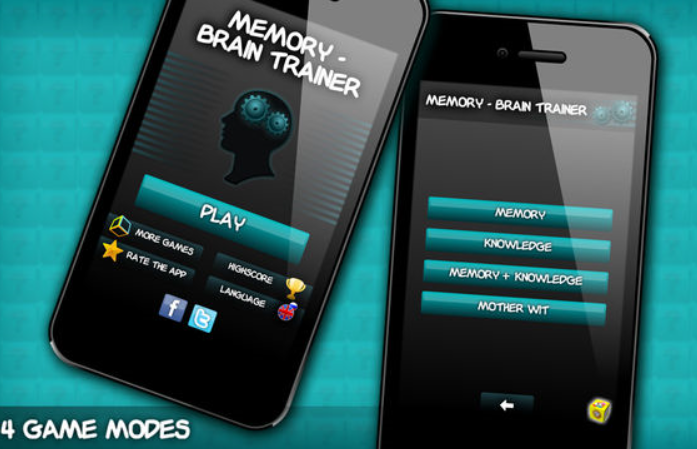 MEMORY -
BRAIN TRAINER
PLAY
MORE GAMES
RATE THE APP
HIGHSCORE
LANGUAGE
f
t
MEMORY - BRAIN TRAINER
MEMORY
KNOWLEDGE
MEMORY + KNOWLEDGE
MOTHER WIT
4 GAME MODES